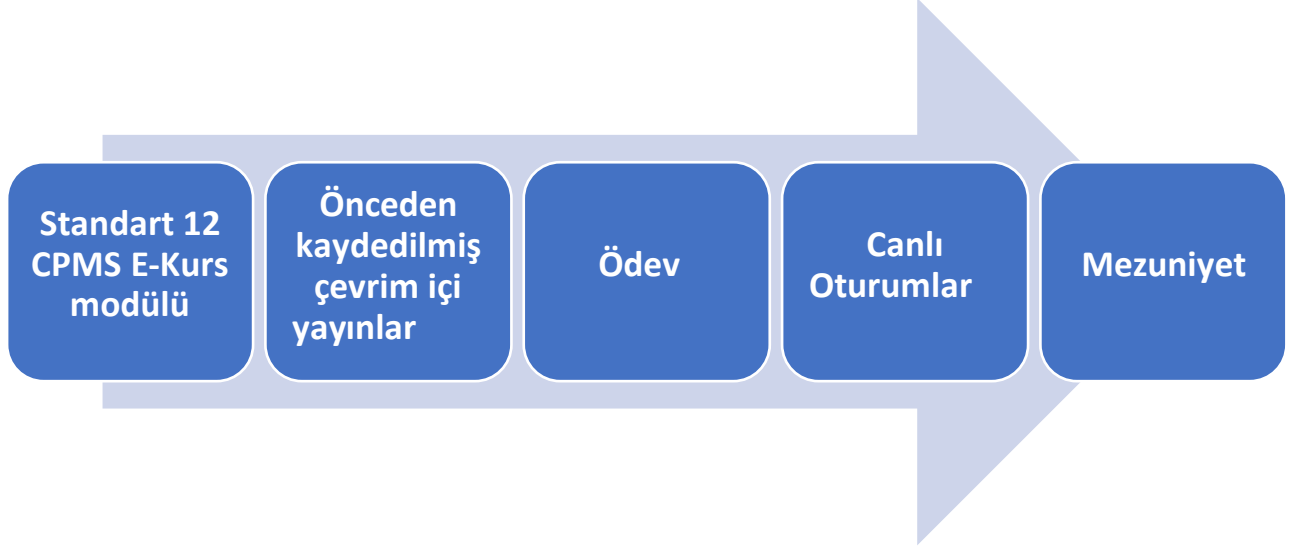 Standart 12
CPMS E-Kurs
modülü
Önceden
kaydedilmiş
çevrim içi
yayınlar
Ödev
Canlı
Oturumlar
Mezuniyet